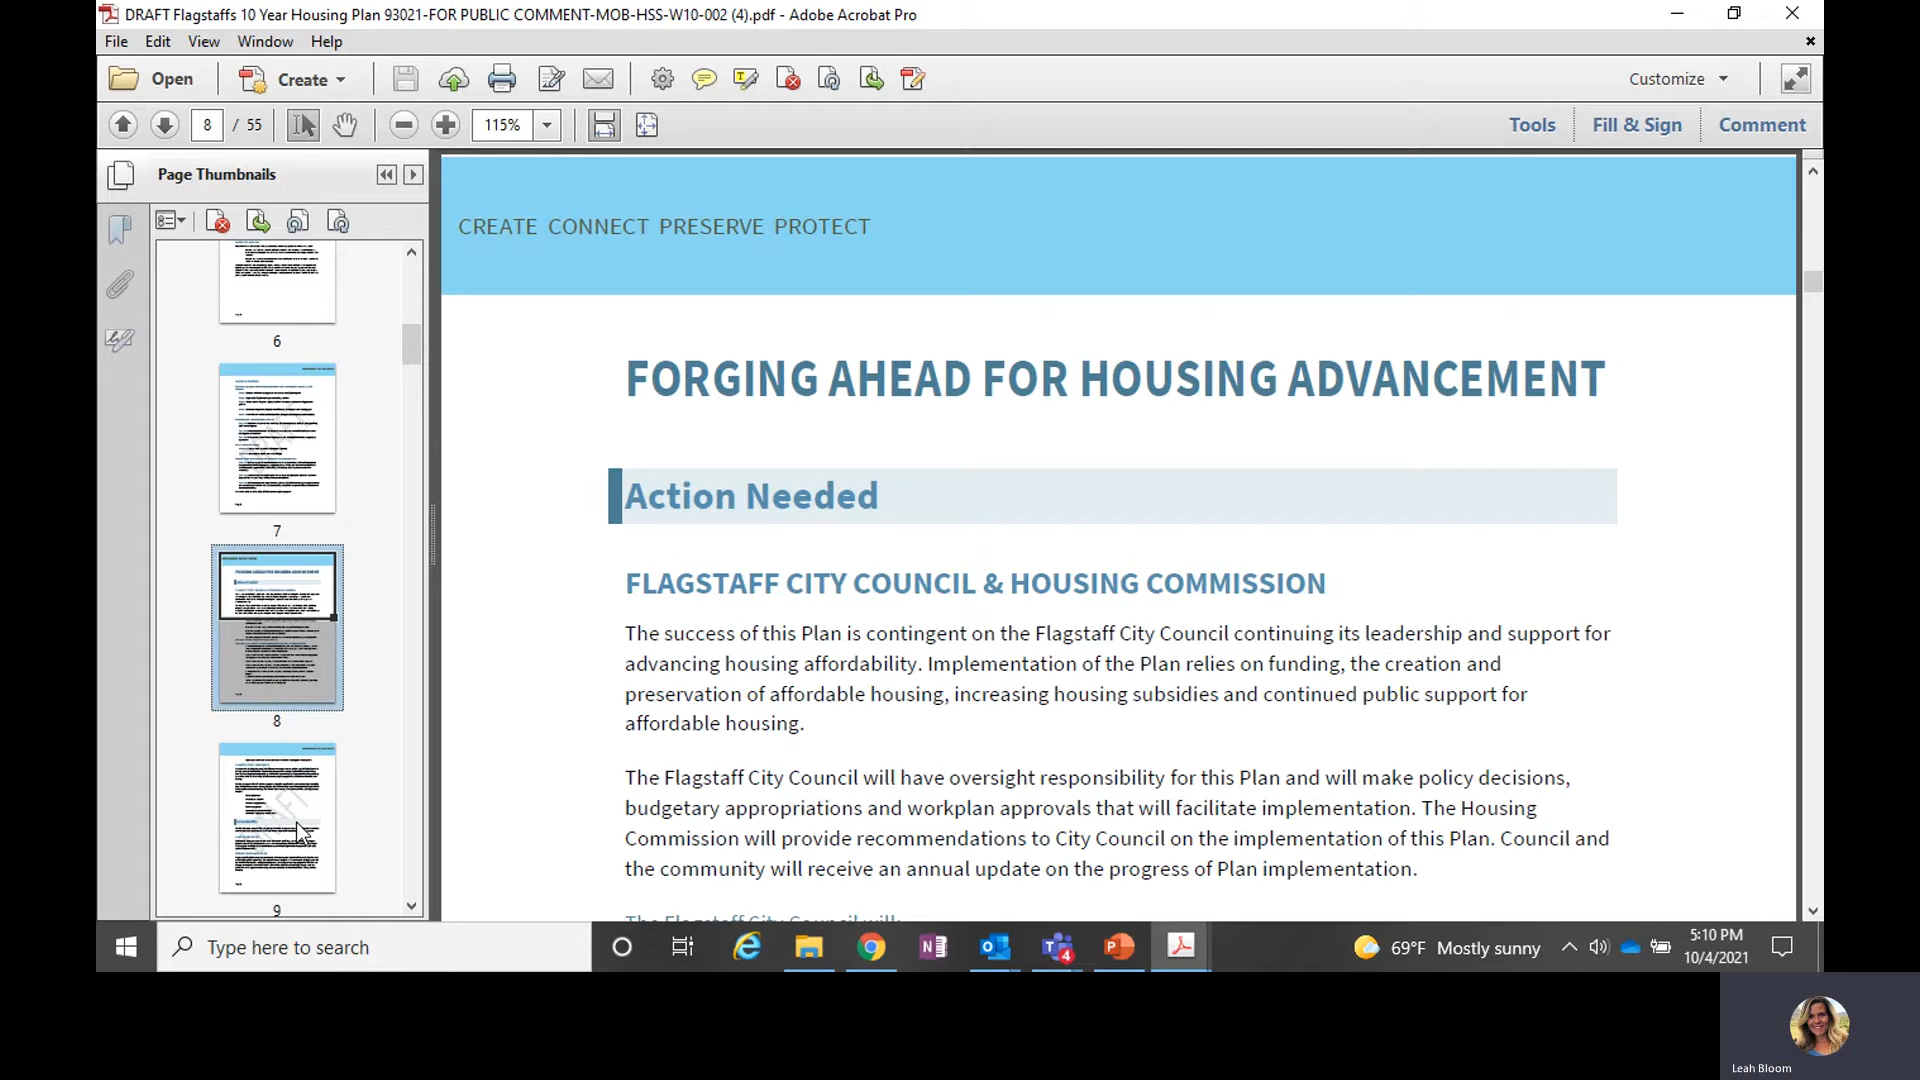 DRAFT Flagstaffs 10 Year Housing Plan 93021-FOR PUBLIC COMMENT-MOB-HSS-W10-002 (4).pdf - Adobe Acrobat Pro
File Edit View Window Help
Open Create Customize
8 / 55 115% Tools Fill & Sign Comment
Page Thumbnails
6
7
8
9
CREATE CONNECT PRESERVE PROTECT
FORGING AHEAD FOR HOUSING ADVANCEMENT
Action Needed
FLAGSTAFF CITY COUNCIL & HOUSING COMMISSION
The success of this Plan is contingent on the Flagstaff City Council continuing its leadership and support for
advancing housing affordability. Implementation of the Plan relies on funding, the creation and
preservation of affordable housing, increasing housing subsidies and continued public support for
affordable housing.
The Flagstaff City Council will have oversight responsibility for this Plan and will make policy decisions,
budgetary appropriations and workplan approvals that will facilitate implementation. The Housing
Commission will provide recommendations to City Council on the implementation of this Plan. Council and
the community will receive an annual update on the progress of Plan implementation.
The Flagstaff City Council will:
Type here to search
4
69°F Mostly sunny
5:10 PM
10/4/2021
Leah Bloom